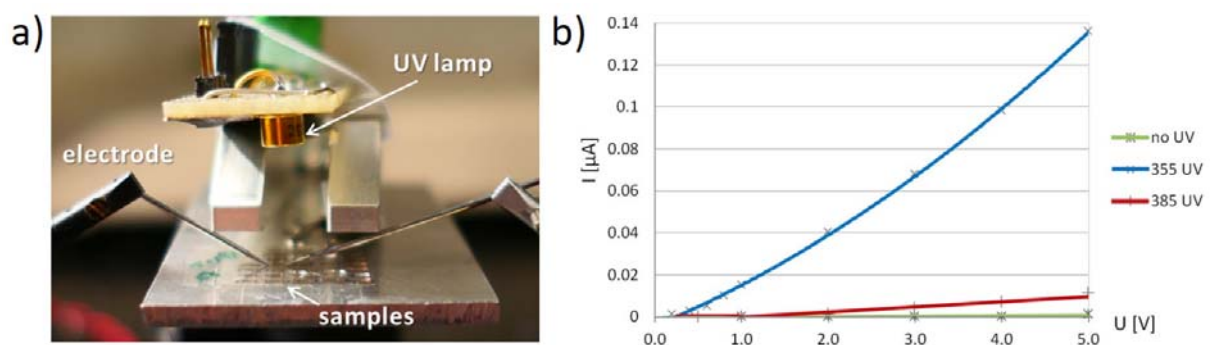 a)
UV lamp
electrode
samples
b)
I [µA]
0.14
0.12
0.1
0.08
0.06
0.04
0.02
0
0.0
1.0
2.0
3.0
4.0
5.0
U [V]
no UV
355 UV
385 UV